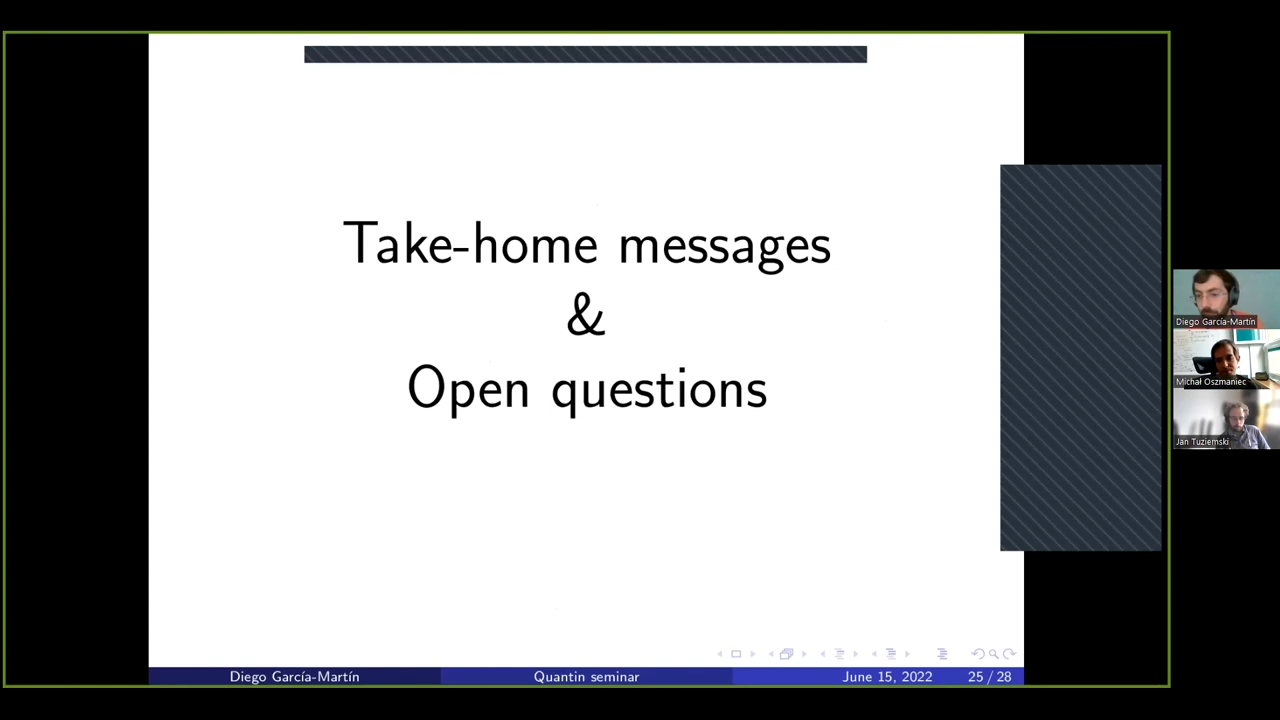 Take-home messages
&
Open questions
Diego García-Martín Quantin seminar June 15, 2022 25 / 28
Diego García-Martín
Michał Oszmaniec
Jan Tuziemski